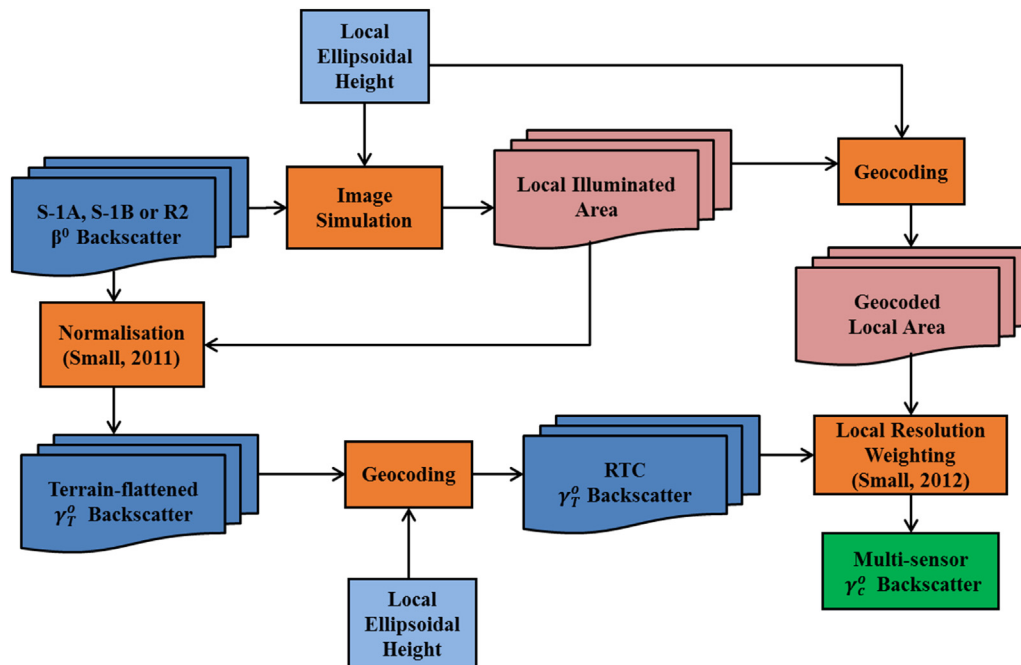 Local
Ellipsoidal
Height
S-1A, S-1B or R2
β⁰ Backscatter
Image
Simulation
Local Illuminated
Area
Geocoding
Normalisation
(Small, 2011)
Geocoded
Local Area
Terrain-flattened
γ_T^o Backscatter
Geocoding
RTC
γ_T^o Backscatter
Local Resolution
Weighting
(Small, 2012)
Local
Ellipsoidal
Height
Multi-sensor
γ_c^o Backscatter